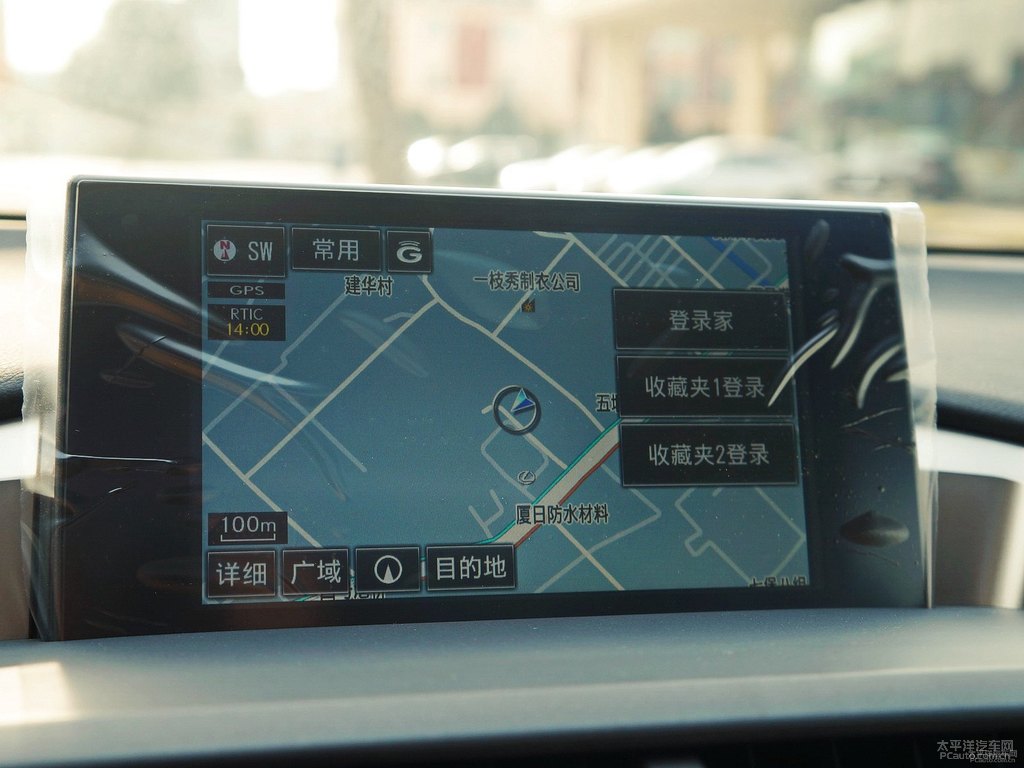 SW
常用
G
GPS
RTIC
14:00
建华村
一枝秀制衣公司
登录家
收藏夹1登录
收藏夹2登录
厦日防水材料
100m
详细
广域
目的地
太平洋汽车网
PCauto.com.cn